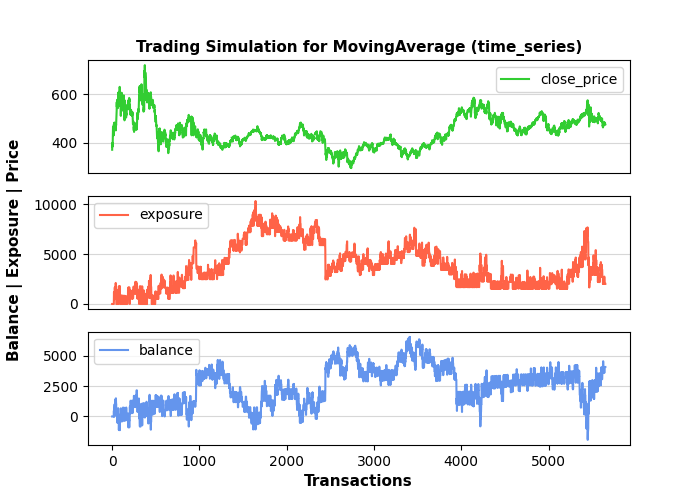 Trading Simulation for MovingAverage (time_series)
close_price
600
400
exposure
10000
5000
0
balance
5000
2500
0
0 1000 2000 3000 4000 5000
Transactions
Balance | Exposure | Price